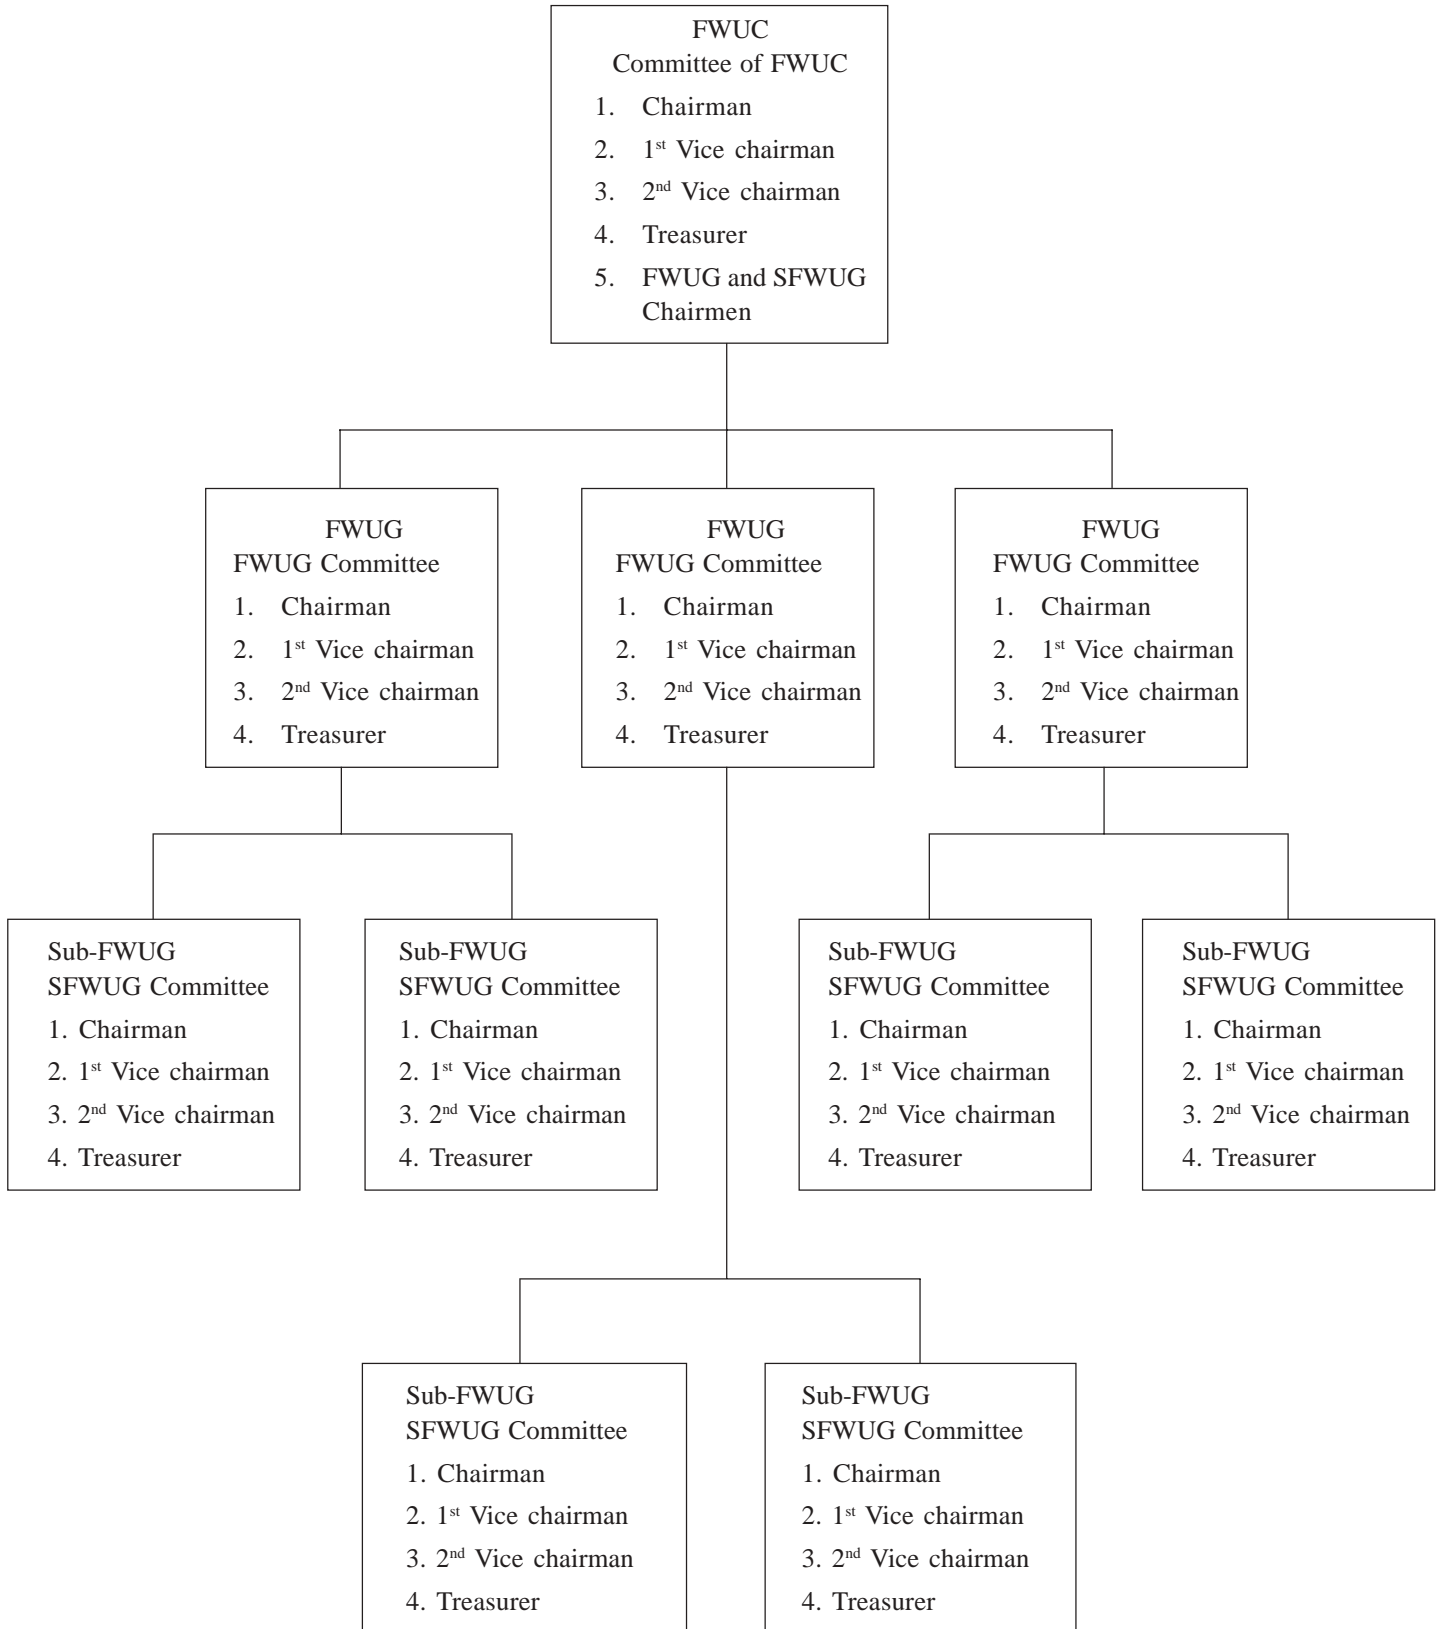 FWUC
Committee of FWUC
1. Chairman
2. 1st Vice chairman
3. 2nd Vice chairman
4. Treasurer
5. FWUG and SFWUG
Chairmen
FWUG
FWUG Committee
1. Chairman
2. 1st Vice chairman
3. 2nd Vice chairman
4. Treasurer
FWUG
FWUG Committee
1. Chairman
2. 1st Vice chairman
3. 2nd Vice chairman
4. Treasurer
FWUG
FWUG Committee
1. Chairman
2. 1st Vice chairman
3. 2nd Vice chairman
4. Treasurer
Sub-FWUG
SFWUG Committee
1. Chairman
2. 1st Vice chairman
3. 2nd Vice chairman
4. Treasurer
Sub-FWUG
SFWUG Committee
1. Chairman
2. 1st Vice chairman
3. 2nd Vice chairman
4. Treasurer
Sub-FWUG
SFWUG Committee
1. Chairman
2. 1st Vice chairman
3. 2nd Vice chairman
4. Treasurer
Sub-FWUG
SFWUG Committee
1. Chairman
2. 1st Vice chairman
3. 2nd Vice chairman
4. Treasurer
Sub-FWUG
SFWUG Committee
1. Chairman
2. 1st Vice chairman
3. 2nd Vice chairman
4. Treasurer
Sub-FWUG
SFWUG Committee
1. Chairman
2. 1st Vice chairman
3. 2nd Vice chairman
4. Treasurer